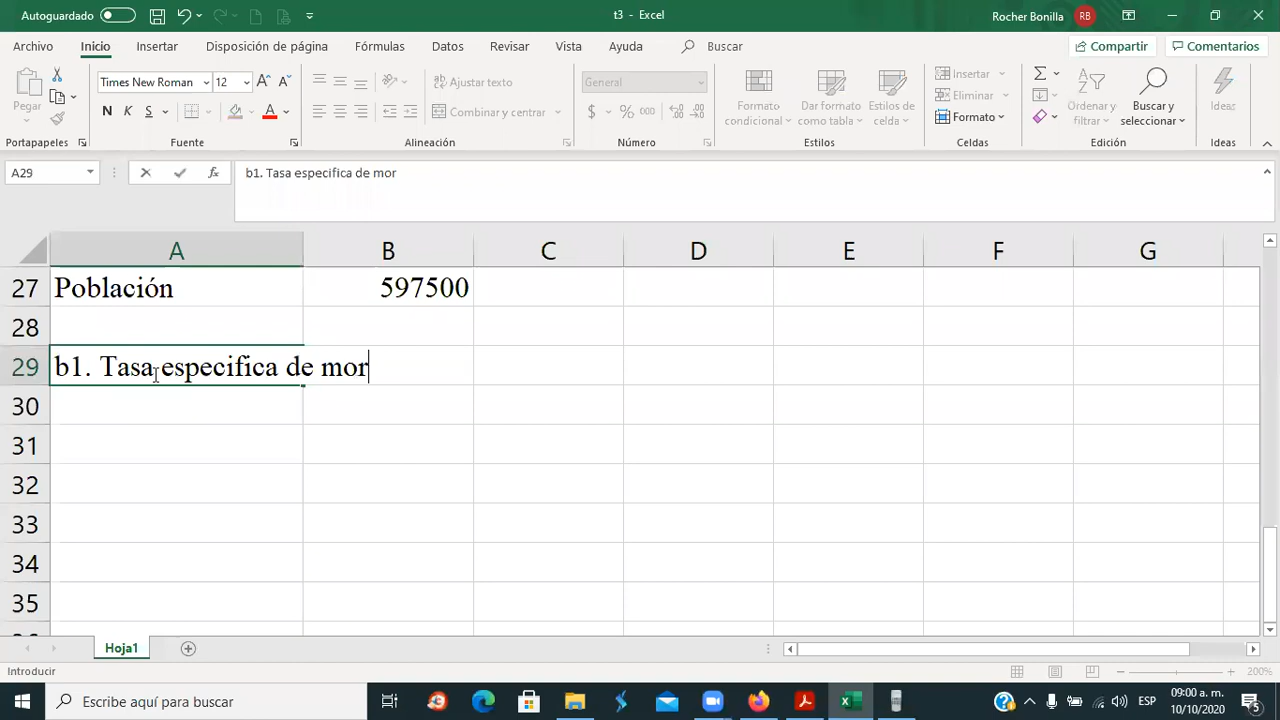 Autoguardado
t3 - Excel
Rocher Bonilla
RB
Archivo Inicio Insertar Disposición de página Fórmulas Datos Revisar Vista Ayuda Buscar
Compartir Comentarios
Pegar
Times New Roman 12
N K S
Ajustar texto
Combinar y entrar
General
$ % 000
Formato condicional
Dar formato como tabla
Estilos de celda
Insertar
Eliminar
Formato
Ordenar y filtrar
Buscar y seleccionar
Ideas
Portapapeles Fuente Alineación Número Estilos Celdas Edición Ideas
A29
fx
b1. Tasa especifica de mor
A B C D E F G
27 Población 597500
28
29 b1. Tasa especifica de mor
30
31
32
33
34
35
Hoja1
Introducir
200%
Escribe aquí para buscar
ESP
09:00 a. m.
10/10/2020
5